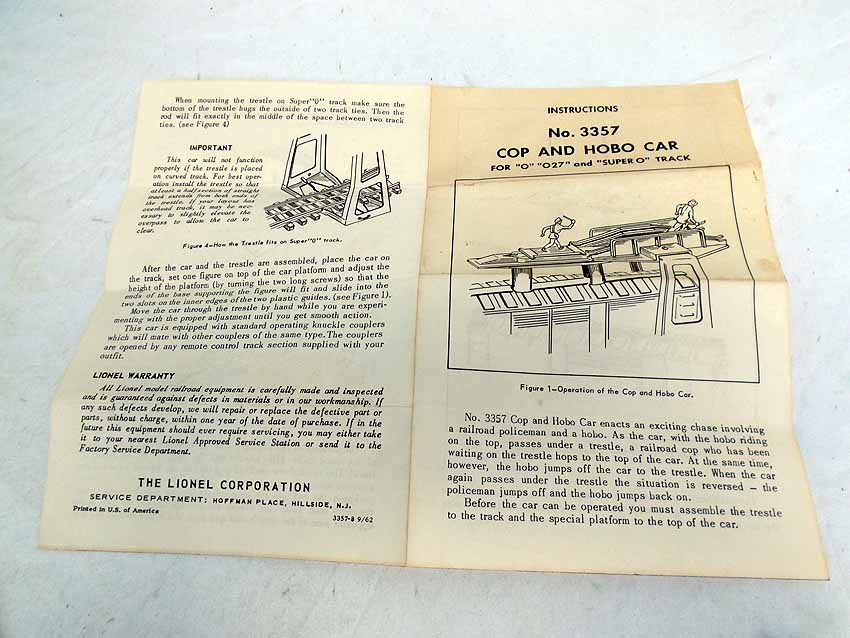 When mounting the trestle on Super"O" track make sure the
bottom of the trestle hugs the outside of two track ties. Then the
rod will fit exactly in the middle of the space between two track
ties. (see Figure 4)
IMPORTANT
This car will not function
properly if the trestle is placed
on curved track. For best oper-
ation install the trestle so that
at least a half section of straight
track extends from both ends of
the trestle. If your layout has
overhead track, it may be nec-
essary to slightly elevate the
overpass to allow the car to
clear.
Figure 4—How the Trestle fits on Super"O" track.
After the car and the trestle are assembled, place the car on
the track, set one figure on top of the car platform and adjust the
height of the platform (by turning the two long screws) so that the
ends of the base supporting the figure will fit and slide into the
two slots on the inner edges of the two plastic guides. (see Figure 1).
Move the car through the trestle by hand while you are experi-
menting with the proper adjustment until you get smooth action.
This car is equipped with standard operating knuckle couplers
which will mate with other couplers of the same type. The couplers
are opened by any remote control track section supplied with your
outfit.
LIONEL WARRANTY
All Lionel model railroad equipment is carefully made and inspected
and is guaranteed against defects in materials or in our workmanship. If
any such defects develop, we will repair or replace the defective part or
parts, without charge, within one year of the date of purchase. If in the
future this equipment should ever require servicing, you may either take
it to your nearest Lionel Approved Service Station or send it to the
Factory Service Department.
THE LIONEL CORPORATION
SERVICE DEPARTMENT: HOFFMAN PLACE, HILLSIDE, N.J.
Printed in U.S. of America
3357-8 9/62
INSTRUCTIONS
No. 3357
COP AND HOBO CAR
FOR "O" "O27" and "SUPER O" TRACK
Figure 1—Operation of the Cop and Hobo Car.
No. 3357 Cop and Hobo Car enacts an exciting chase involving
a railroad policeman and a hobo. As the car, with the hobo riding
on the top, passes under a trestle, a railroad cop who has been
waiting on the trestle hops to the top of the car. At the same time,
however, the hobo jumps off the car to the trestle. When the car
again passes under the trestle the situation is reversed — the
policeman jumps off and the hobo jumps back on.
Before the car can be operated you must assemble the trestle
to the track and the special platform to the top of the car.